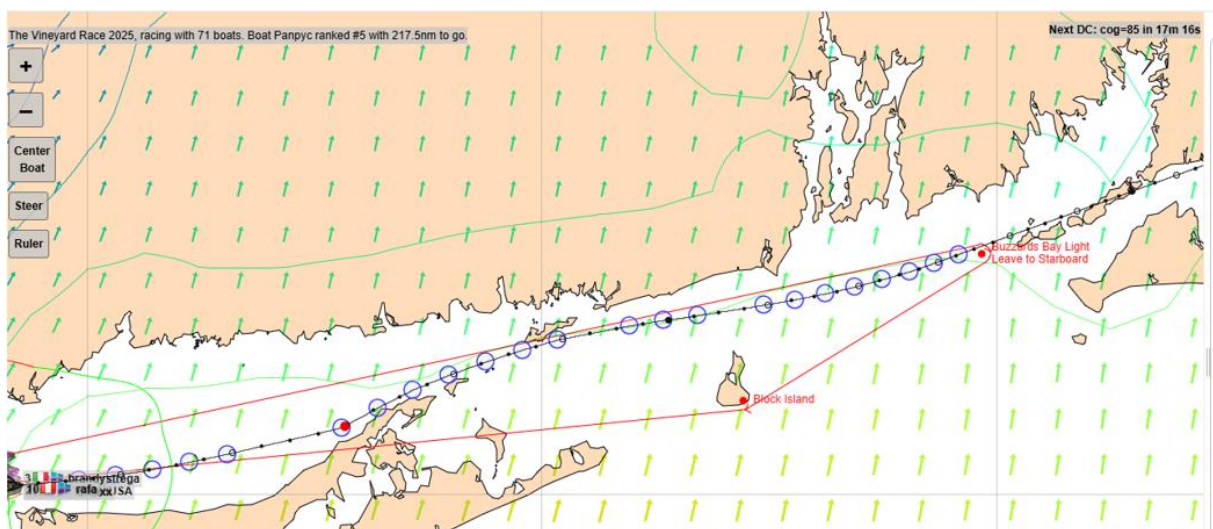 The Vineyard Race 2025, racing with 71 boats. Boat Panpyc ranked #5 with 217.5nm to go.
Next DC: cog=85 in 17m 16s
+
−
Center
Boat
Steer
Ruler
Buzzards Bay Light
Leave to Starboard
Block Island
brandystrega
rafa